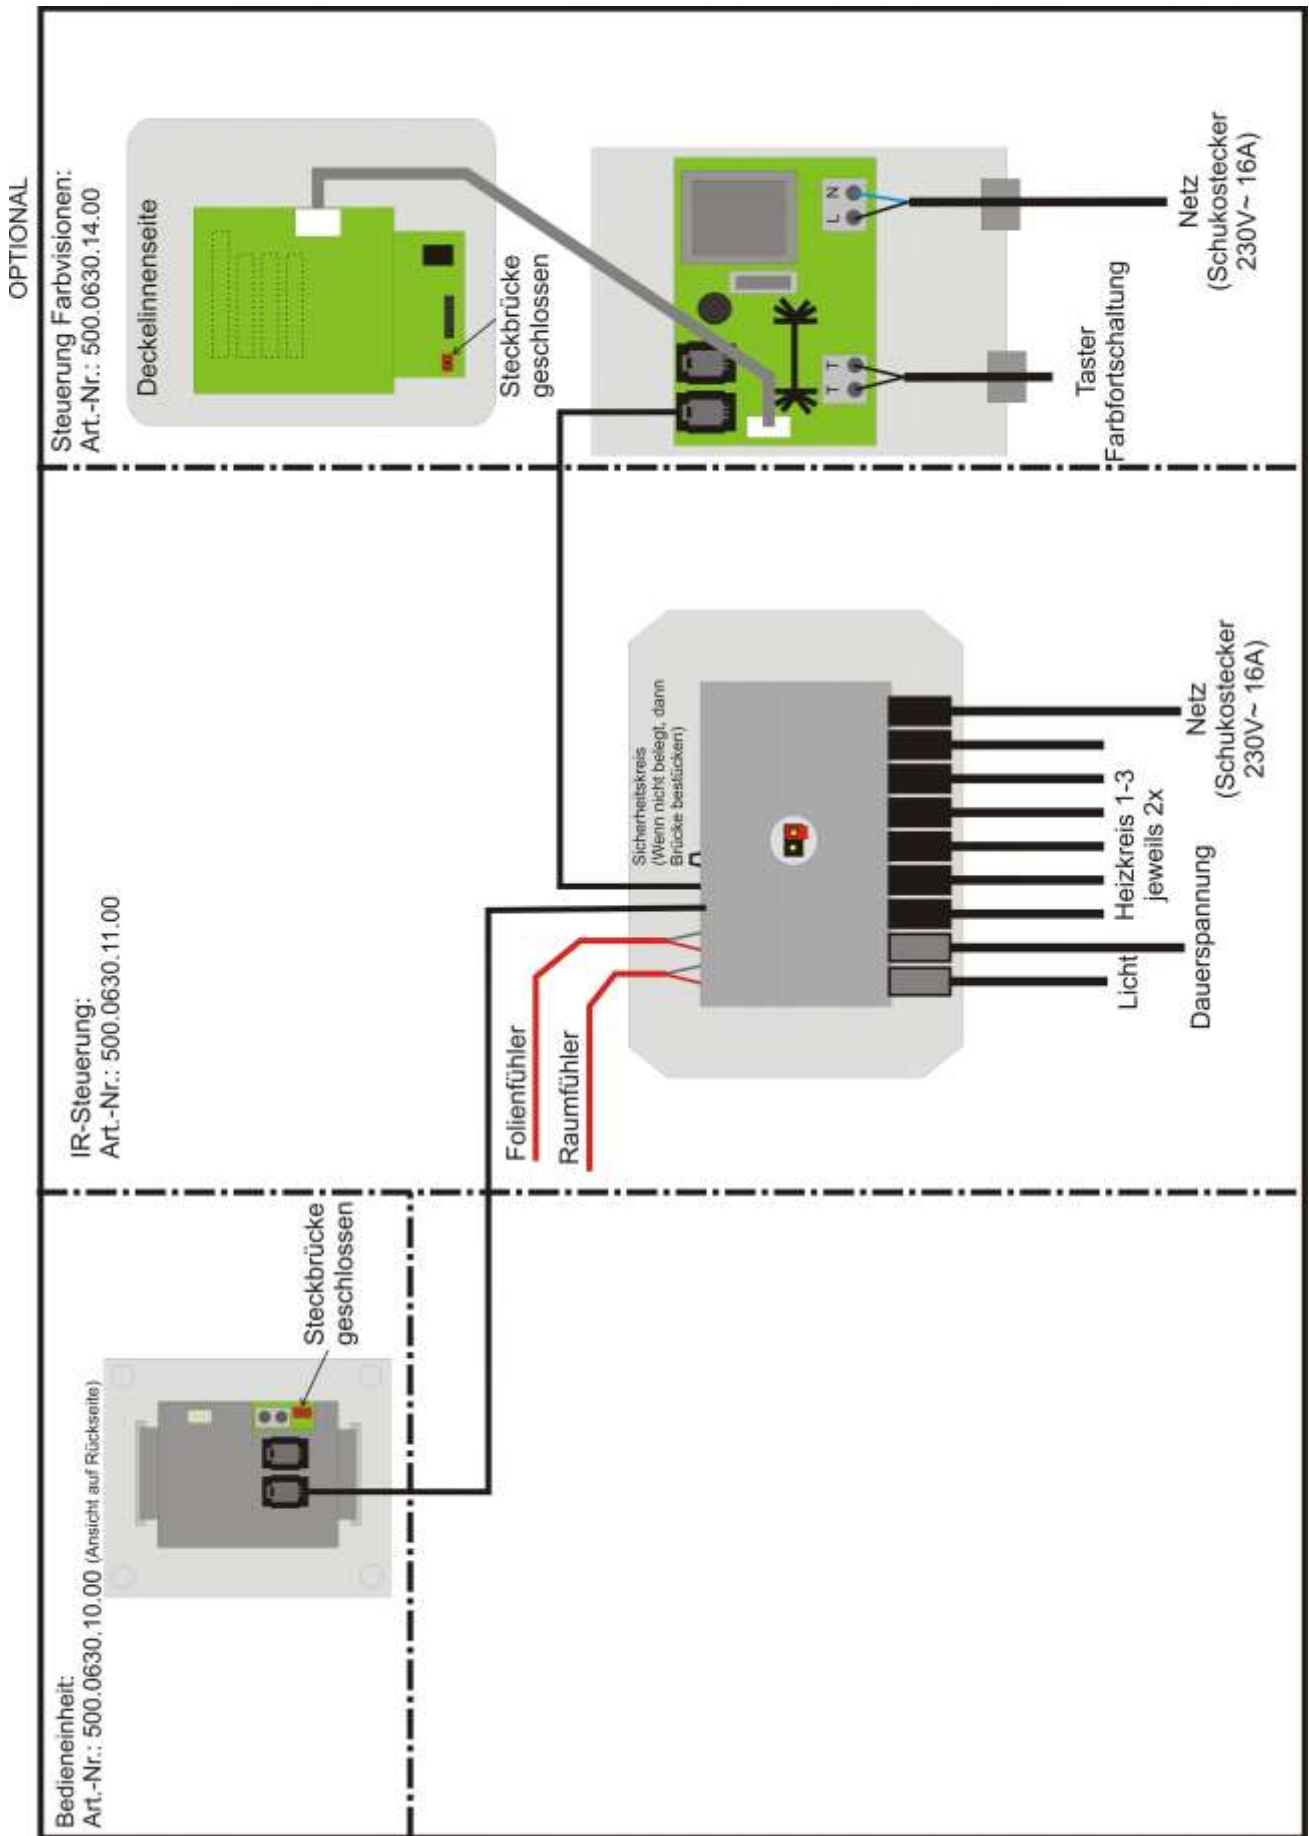 OPTIONAL
Bedieneinheit:
Art.-Nr.: 500.0630.10.00 (Ansicht auf Rückseite)
Steckbrücke
geschlossen
IR-Steuerung:
Art.-Nr.: 500.0630.11.00
Folienfühler
Raumfühler
Sicherheitskreis
(Wenn nicht belegt, dann
Brücke bestücken)
Licht
Dauerspannung
Heizkreis 1-3
jeweils 2x
Netz
(Schukostecker
230V~ 16A)
Steuerung Farbvisionen:
Art.-Nr.: 500.0630.14.00
Deckelinnenseite
Steckbrücke
geschlossen
T T
L N
Taster
Farbfortschaltung
Netz
(Schukostecker
230V~ 16A)